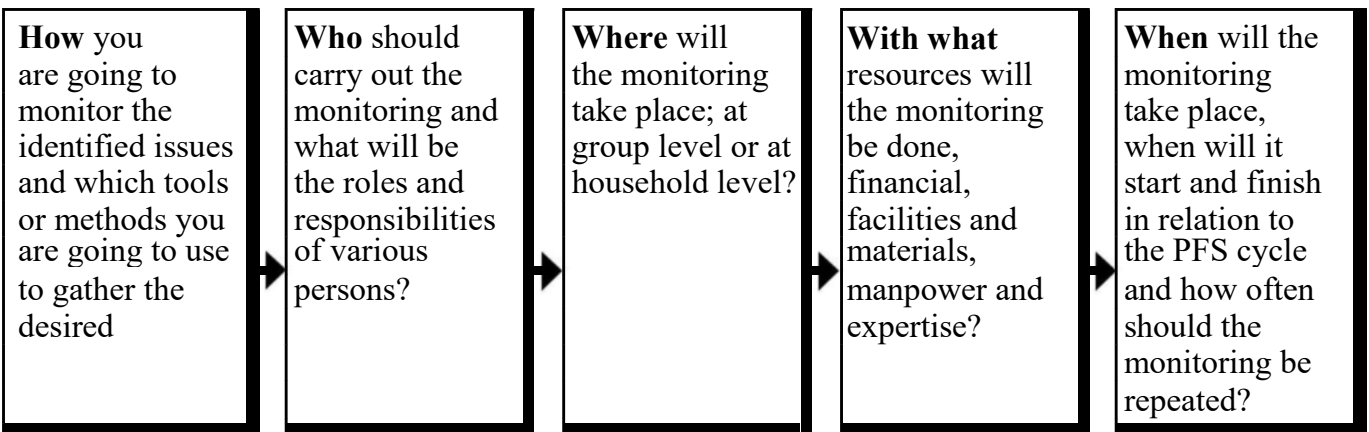 How you
are going to
monitor the
identified issues
and which tools
or methods you
are going to use
to gather the
desired
Who should
carry out the
monitoring and
what will be
the roles and
responsibilities
of various
persons?
Where will
the monitoring
take place; at
group level or at
household level?
With what
resources will
the monitoring
be done,
financial,
facilities and
materials,
manpower and
expertise?
When will the
monitoring
take place,
when will it
start and finish
in relation to
the PFS cycle
and how often
should the
monitoring be
repeated?